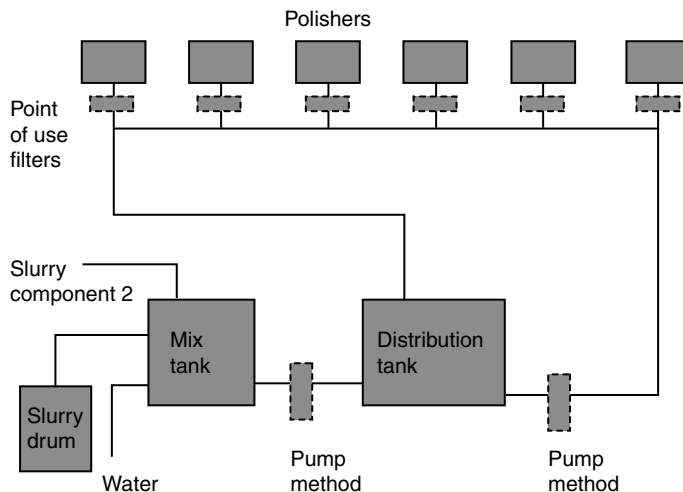 Polishers
Point
of use
filters
Slurry
component 2
Mix
tank
Distribution
tank
Slurry
drum
Water
Pump
method
Pump
method